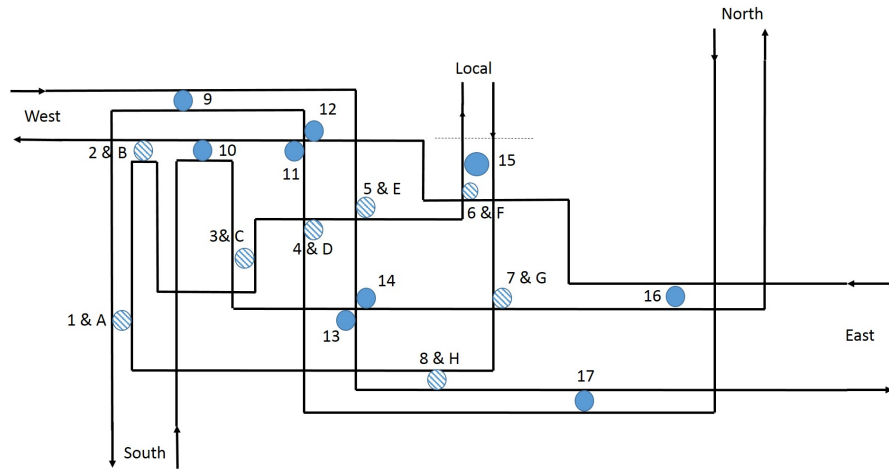 North
Local
9
12
West
2 & B
10
11
15
5 & E
6 & F
3& C
4 & D
14
7 & G
16
1 & A
13
East
8 & H
17
South